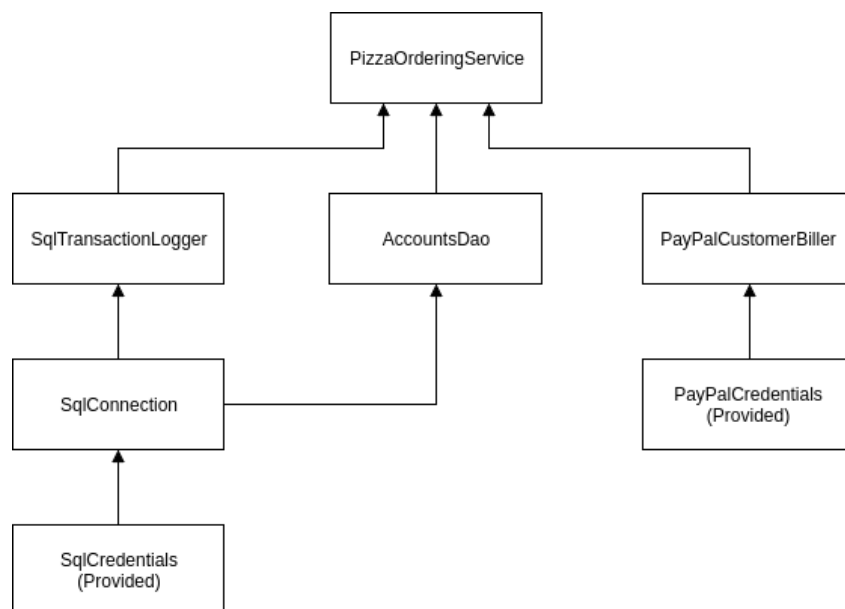 PizzaOrderingService
SqlTransactionLogger
AccountsDao
PayPalCustomerBiller
SqlConnection
PayPalCredentials
(Provided)
SqlCredentials
(Provided)